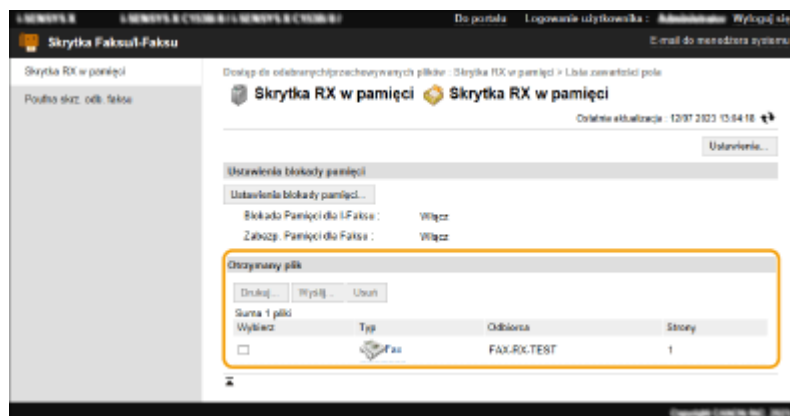 Do portalu Logowanie użytkownika : Wyloguj się
Skrytka Faksu/I-Faksu
E-mail do menedżera systemu
Skrytka RX w pamięci
Poufna skrz. odb. faksu
Dostęp do odebranych/przechowywanych plików : Skrytka RX w pamięci > Lista zawartości pola
Skrytka RX w pamięci Skrytka RX w pamięci
Ostatnia aktualizacja : 12/07 2023 13:04:18
Ustawienia...
Ustawienia blokady pamięci
Ustawienia blokady pamięci...
Blokada Pamięci dla I-Faksu : Włącz
Zabezp. Pamięci dla Faksu : Włącz
Otrzymany plik
Drukuj... Wyślij... Usuń
Suma 1 pliki
Wybierz Typ Odbiorca Strony
Fax FAX-RX-TEST 1